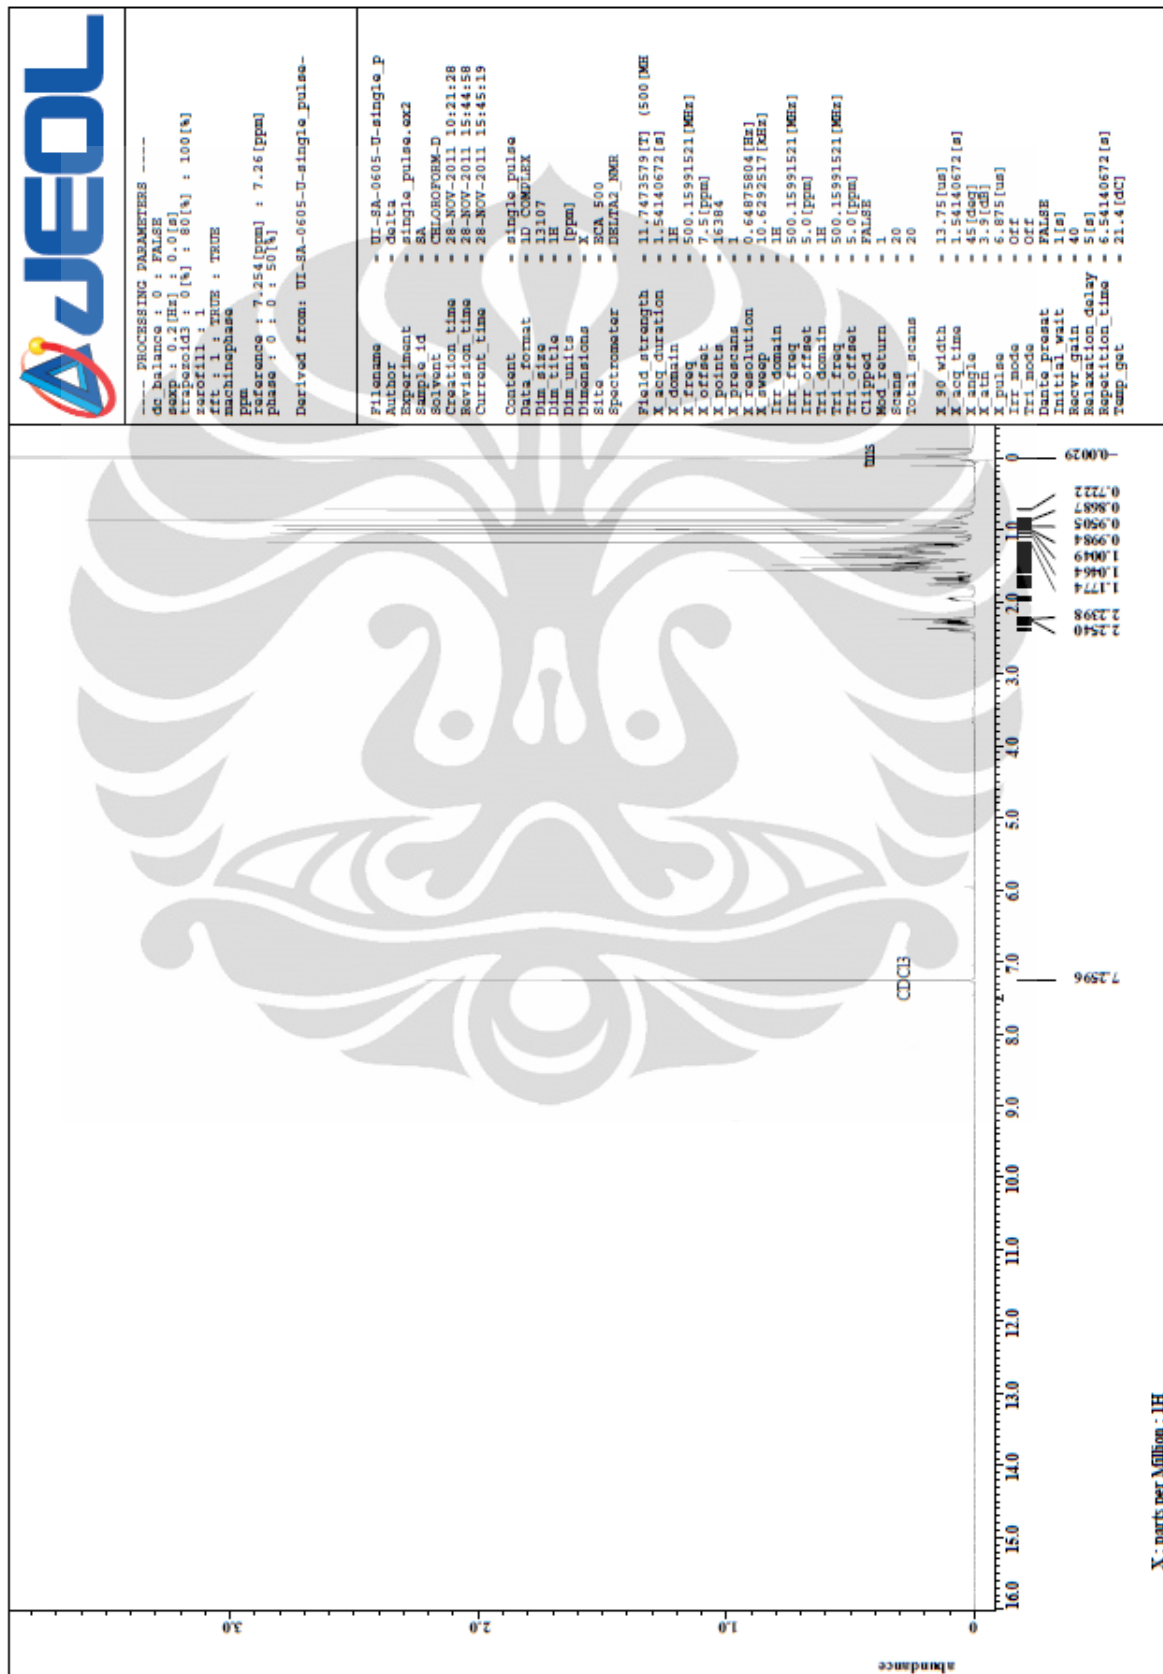 JEOL
---- PROCESSING PARAMETERS ----
dc_balance : 0 : FALSE
sexp : 0.2[Hz] : 0.0[s]
trapezoid3 : 0[%] : 80[%] : 100[%]
zerofill : 1
fft : 1 : TRUE : TRUE
machinephase
ppm
reference : 7.254[ppm] : 7.26[ppm]
phase : 0 : 0 : 50[%]
Derived from: UI-SA-0605-U-single_pulse-
Filename = UI-SA-0605-U-single_p
Author = delta
Experiment = single_pulse.ex2
Sample_id = SA
Solvent = CHLOROFORM-D
Creation_time = 28-NOV-2011 10:21:28
Revision_time = 28-NOV-2011 15:44:58
Current_time = 28-NOV-2011 15:45:19
Content = single_pulse
Data_format = 1D COMPLEX
Dim_size = 13107
Dim_title = 1H
Dim_units = [ppm]
Dimensions = X
Site = ECA 500
Spectrometer = DELTA2_NMR
Field_strength = 11.7473579[T] (500[MH
X_acq_duration = 1.54140672[s]
X_domain = 1H
X_freq = 500.15991521[MHz]
X_offset = 7.5[ppm]
X_points = 16384
X_prescans = 1
X_resolution = 0.64875804[Hz]
X_sweep = 10.6292517[kHz]
Irr_domain = 1H
Irr_freq = 500.15991521[MHz]
Irr_offset = 5.0[ppm]
Tri_domain = 1H
Tri_freq = 500.15991521[MHz]
Tri_offset = 5.0[ppm]
Clipped = FALSE
Mod_return = 1
Scans = 20
Total_scans = 20
X_90_width = 13.75[us]
X_acq_time = 1.54140672[s]
X_angle = 45[deg]
X_atn = 3.9[dB]
X_pulse = 6.875[us]
Irr_mode = Off
Tri_mode = Off
Dante_presat = FALSE
Initial_wait = 1[s]
Recvr_gain = 40
Relaxation_delay = 5[s]
Repetition_time = 6.54140672[s]
Temp_get = 21.4[dC]
abundance
0 1.0 2.0 3.0
CDCl3
tms
16.0 15.0 14.0 13.0 12.0 11.0 10.0 9.0 8.0 7.0 6.0 5.0 4.0 3.0 2.0 1.0 0
7.2596
2.2540
2.2398
1.1774
1.0464
1.0049
0.9984
0.9505
0.8687
0.7222
-0.0029
X : parts per Million : 1H